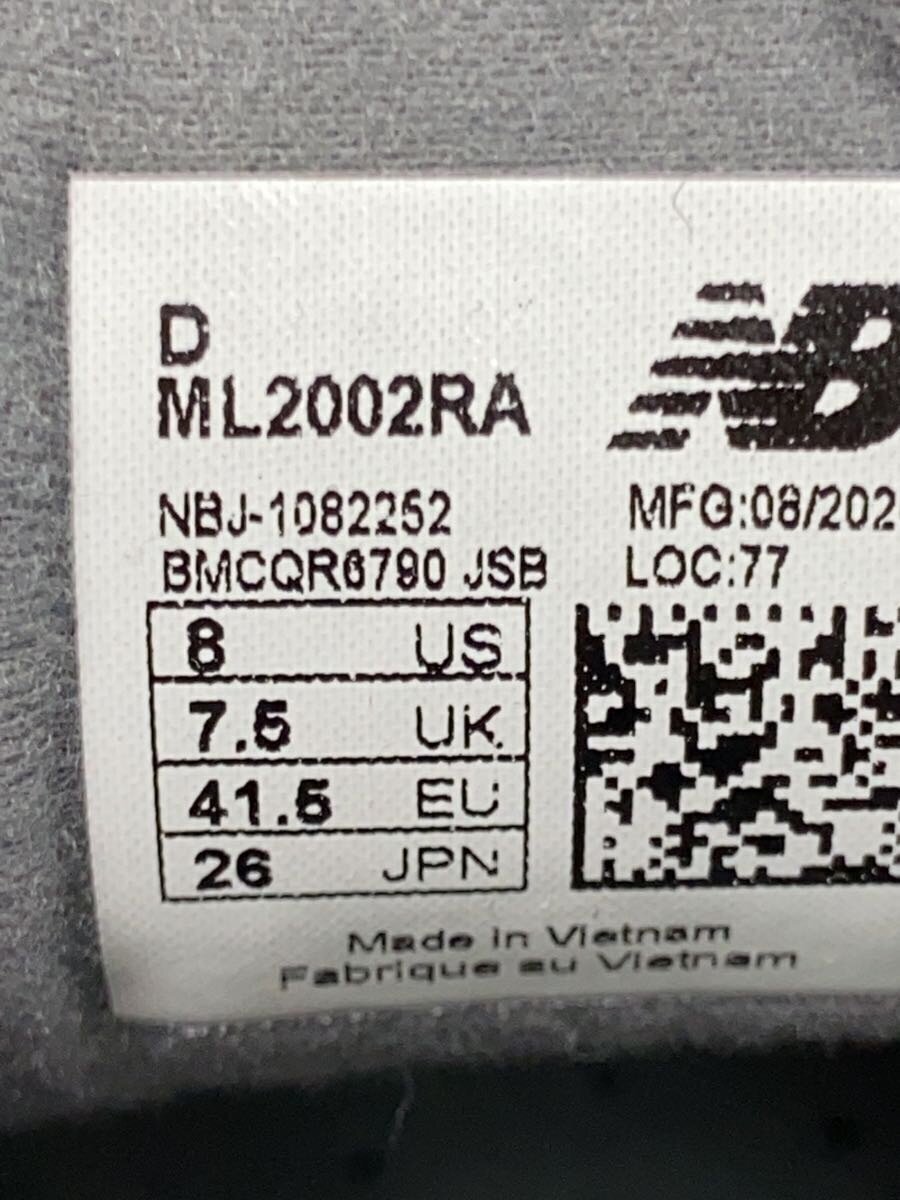 D
ML2002RA
NB
NBJ-1082252
MFG:08/202
BMCQR6790 JSB
LOC:77
8 US
7.5 UK
41.5 EU
26 JPN
Made in Vietnam
Fabrique au Vietnam